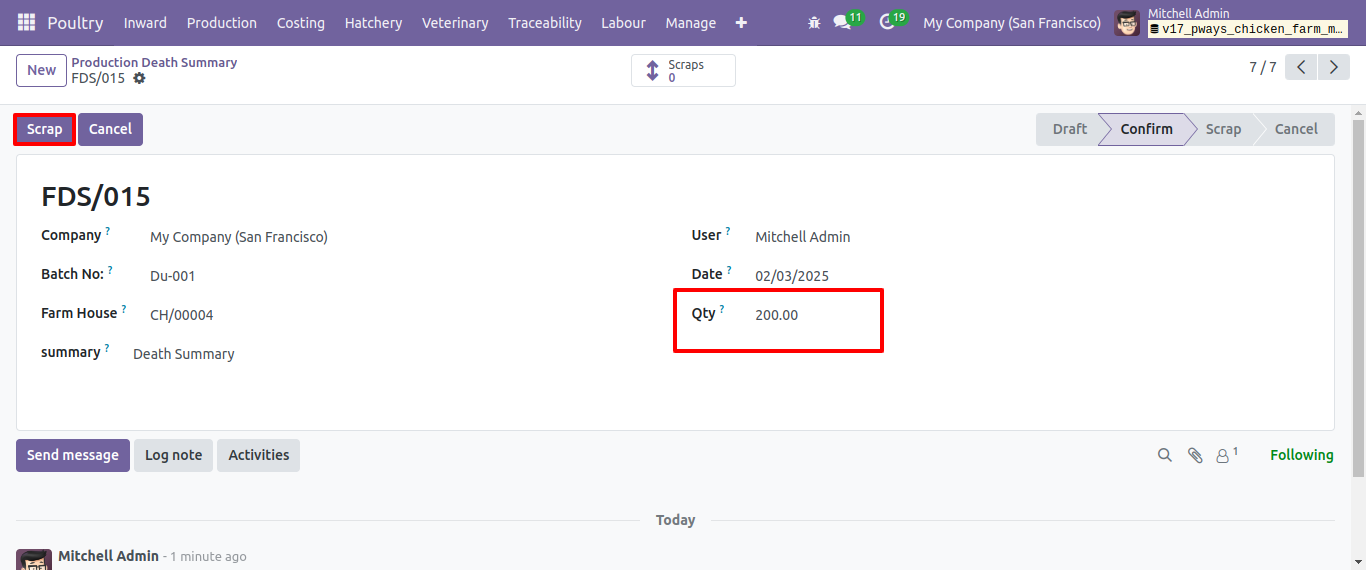 Poultry Inward Production Costing Hatchery Veterinary Traceability Labour Manage 11 19 My Company (San Francisco) Mitchell Admin
v17_pways_chicken_farm_m...
New Production Death Summary Scraps 7 / 7
FDS/015 0
Scrap Cancel Draft Confirm Scrap Cancel
FDS/015
Company ? My Company (San Francisco) User ? Mitchell Admin
Batch No: ? Du-001 Date ? 02/03/2025
Farm House ? CH/00004 Qty ? 200.00
summary ? Death Summary
Send message Log note Activities 1 Following
Today
Mitchell Admin - 1 minute ago